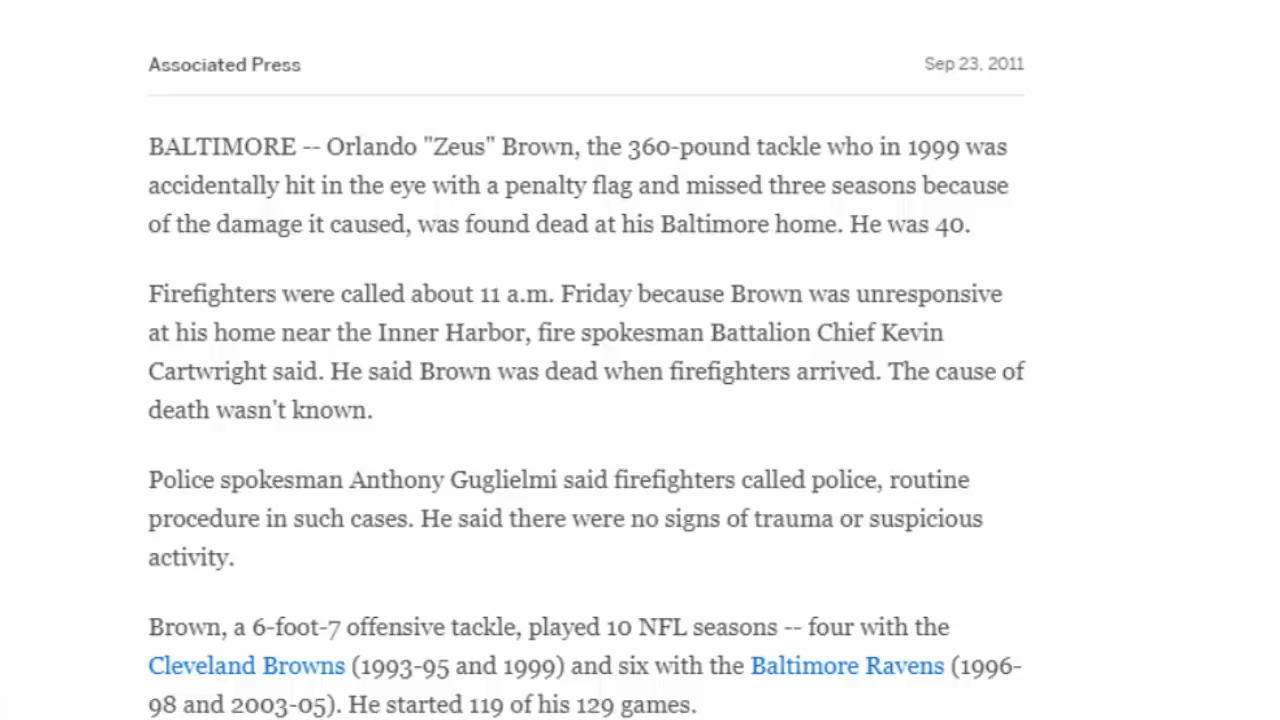 Associated Press
Sep 23, 2011
BALTIMORE -- Orlando "Zeus" Brown, the 360-pound tackle who in 1999 was
accidentally hit in the eye with a penalty flag and missed three seasons because
of the damage it caused, was found dead at his Baltimore home. He was 40.
Firefighters were called about 11 a.m. Friday because Brown was unresponsive
at his home near the Inner Harbor, fire spokesman Battalion Chief Kevin
Cartwright said. He said Brown was dead when firefighters arrived. The cause of
death wasn't known.
Police spokesman Anthony Guglielmi said firefighters called police, routine
procedure in such cases. He said there were no signs of trauma or suspicious
activity.
Brown, a 6-foot-7 offensive tackle, played 10 NFL seasons -- four with the
Cleveland Browns (1993-95 and 1999) and six with the Baltimore Ravens (1996-
98 and 2003-05). He started 119 of his 129 games.